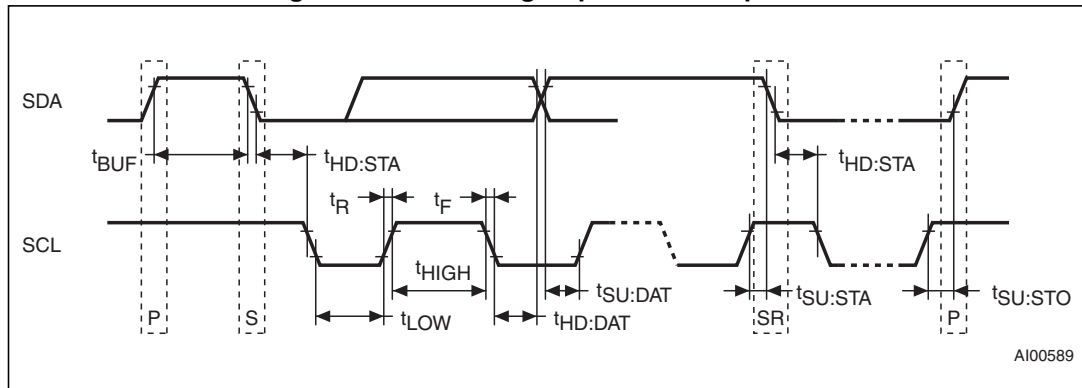 SDA
tBUF
tHD:STA
tHD:STA
tR
tF
SCL
tHIGH
tSU:DAT
tSU:STA
tSU:STO
tLOW
tHD:DAT
P
S
SR
P
AI00589